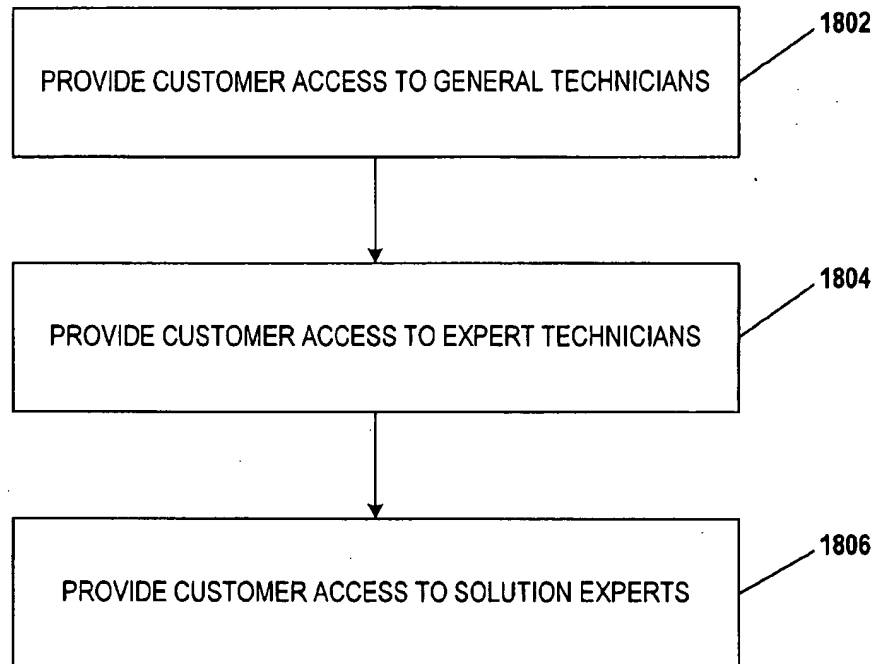 1802
PROVIDE CUSTOMER ACCESS TO GENERAL TECHNICIANS
1804
PROVIDE CUSTOMER ACCESS TO EXPERT TECHNICIANS
1806
PROVIDE CUSTOMER ACCESS TO SOLUTION EXPERTS